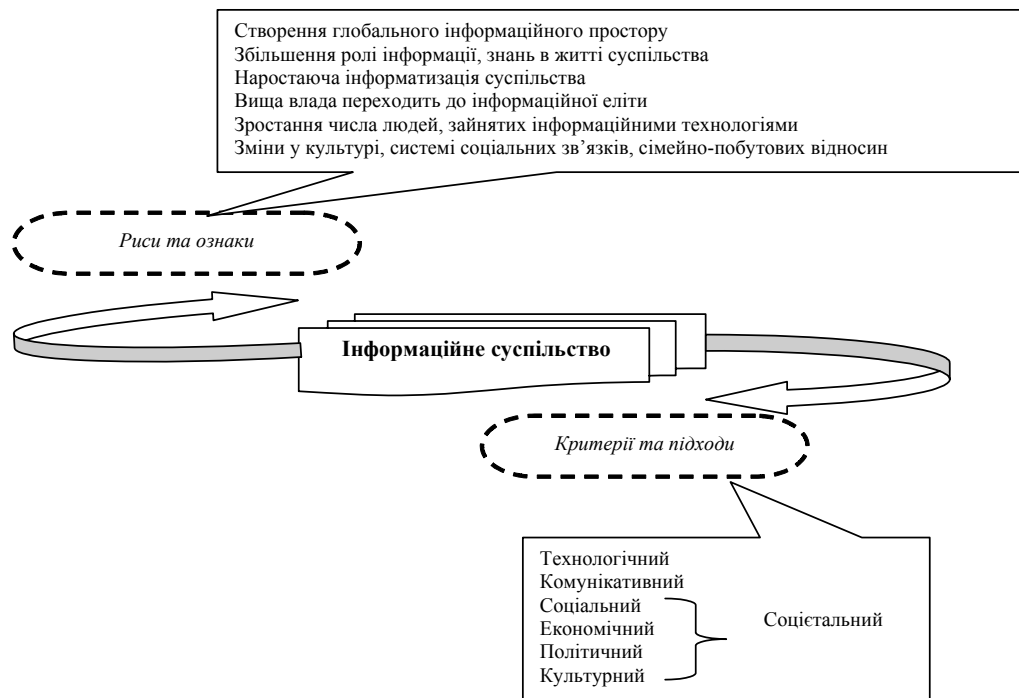 Створення глобального інформаційного простору
Збільшення ролі інформації, знань в житті суспільства
Наростаюча інформатизація суспільства
Вища влада переходить до інформаційної еліти
Зростання числа людей, зайнятих інформаційними технологіями
Зміни у культурі, системі соціальних зв’язків, сімейно-побутових відносин
Риси та ознаки
Інформаційне суспільство
Критерії та підходи
Технологічний
Комунікативний
Соціальний
Економічний
Політичний
Культурний
Соцієтальний